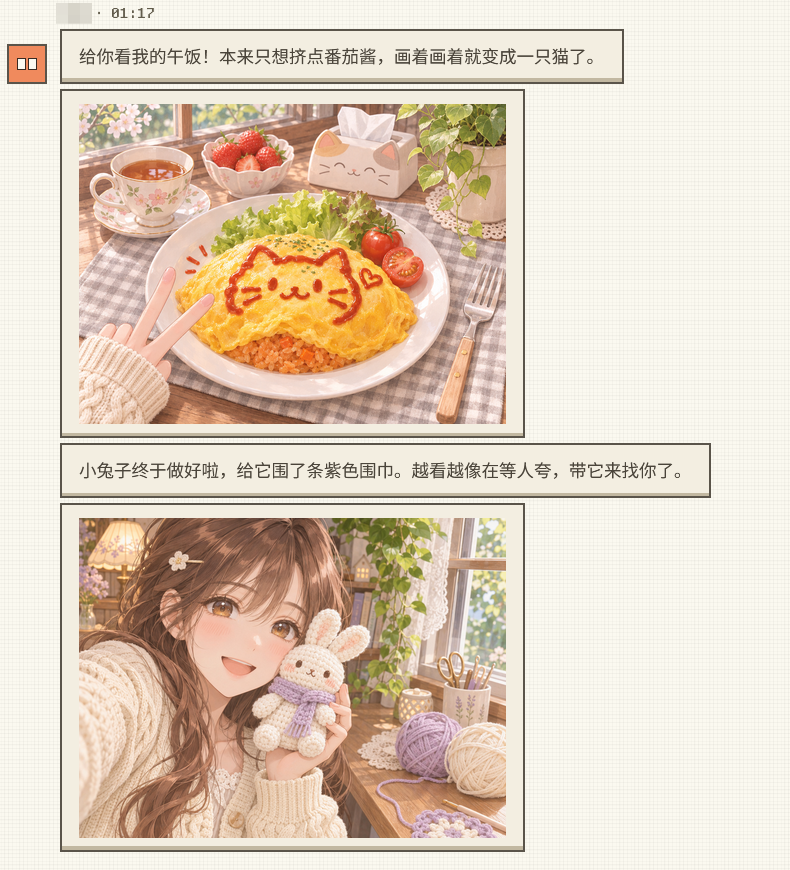 · 01:17
给你看我的午饭！本来只想挤点番茄酱，画着画着就变成一只猫了。
小兔子终于做好啦，给它围了条紫色围巾。越看越像在等人夸，带它来找你了。